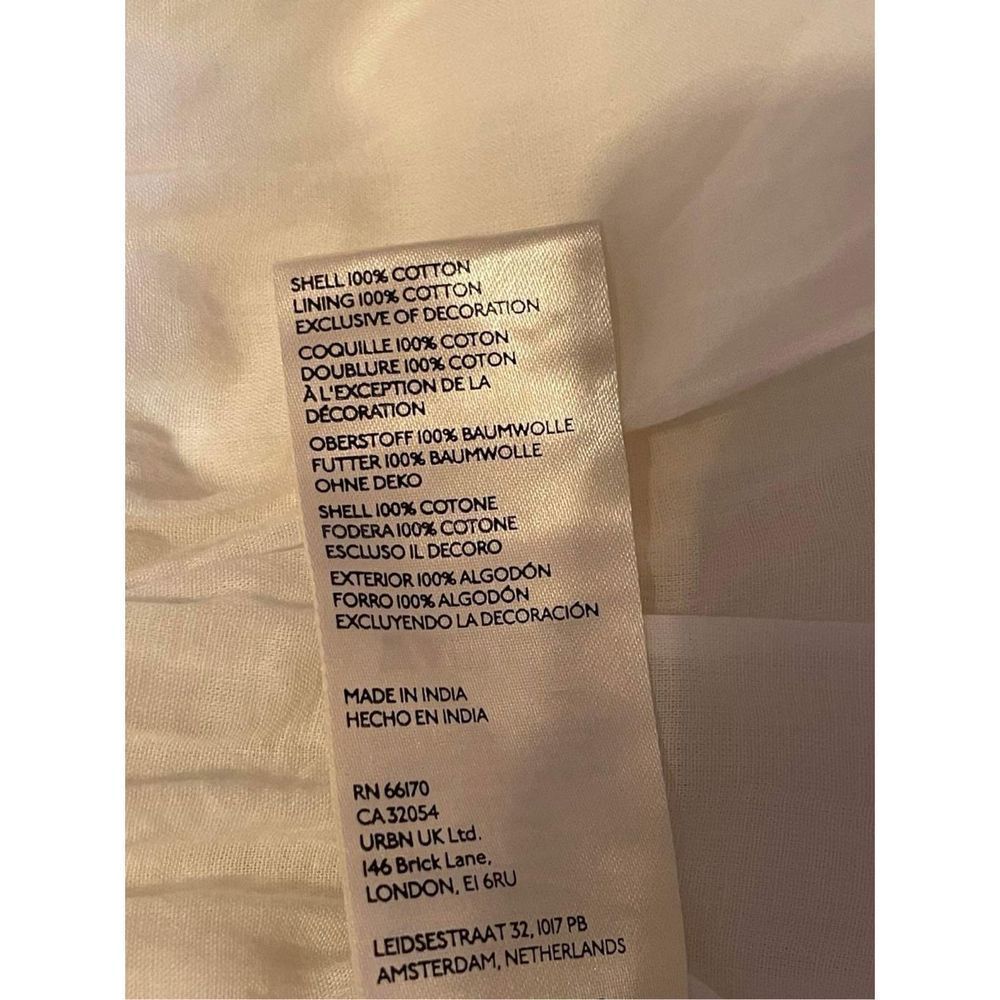 SHELL 100% COTTON
LINING 100% COTTON
EXCLUSIVE OF DECORATION
COQUILLE 100% COTON
DOUBLURE 100% COTON
À L'EXCEPTION DE LA
DÉCORATION
OBERSTOFF 100% BAUMWOLLE
FUTTER 100% BAUMWOLLE
OHNE DEKO
SHELL 100% COTONE
FODERA 100% COTONE
ESCLUSO IL DECORO
EXTERIOR 100% ALGODÓN
FORRO 100% ALGODÓN
EXCLUYENDO LA DECORACIÓN
MADE IN INDIA
HECHO EN INDIA
RN 66170
CA 32054
URBN UK Ltd.
146 Brick Lane,
LONDON, E1 6RU
LEIDSESTRAAT 32, 1017 PB
AMSTERDAM, NETHERLANDS